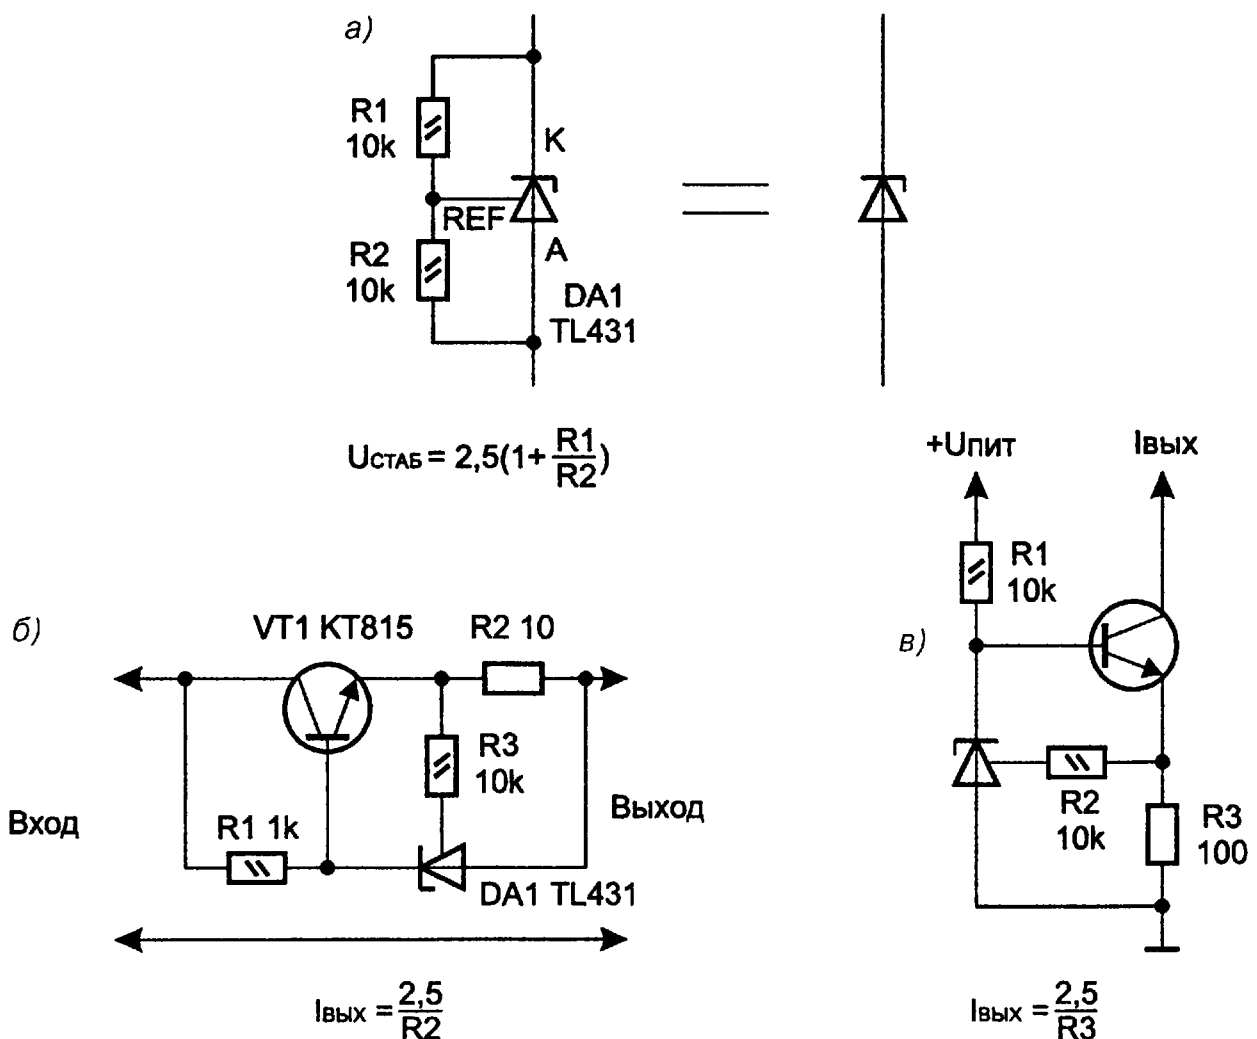 а)
R1
10k
K
REF
R2
10k
A
DA1
TL431
UСТАБ = 2,5(1+ R1/R2)
+Uпит
Iвых
R1
10k
б)
VT1 КТ815
R2 10
в)
R3
10k
Вход
R1 1k
Выход
DA1 TL431
R2
10k
R3
100
Iвых = 2,5/R2
Iвых = 2,5/R3